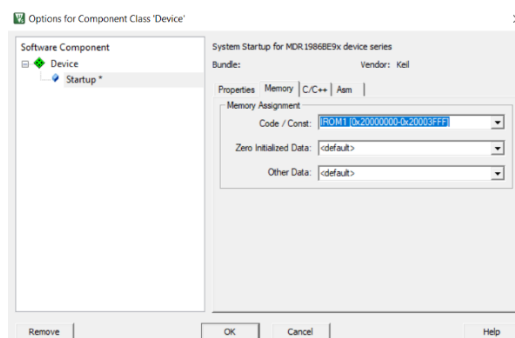 Options for Component Class 'Device'
Software Component
Device
Startup *
System Startup for MDR1986BE9x device series
Bundle: Vendor: Keil
Properties Memory C/C++ Asm
Memory Assignment
Code / Const: IROM1 [0x20000000-0x20003FFF]
Zero Initialized Data: <default>
Other Data: <default>
Remove OK Cancel Help